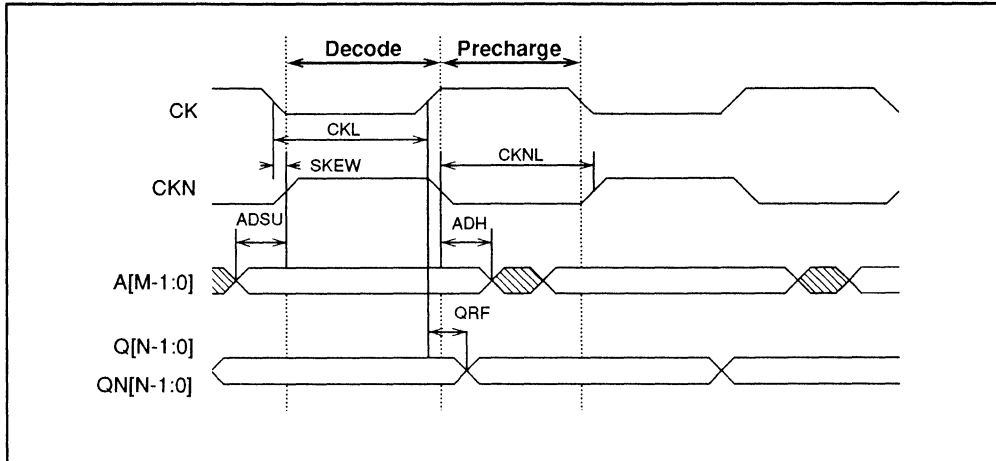 Decode Precharge
CK
CKL
CKNL
SKEW
CKN
ADSU
ADH
A[M-1:0]
QRF
Q[N-1:0]
QN[N-1:0]